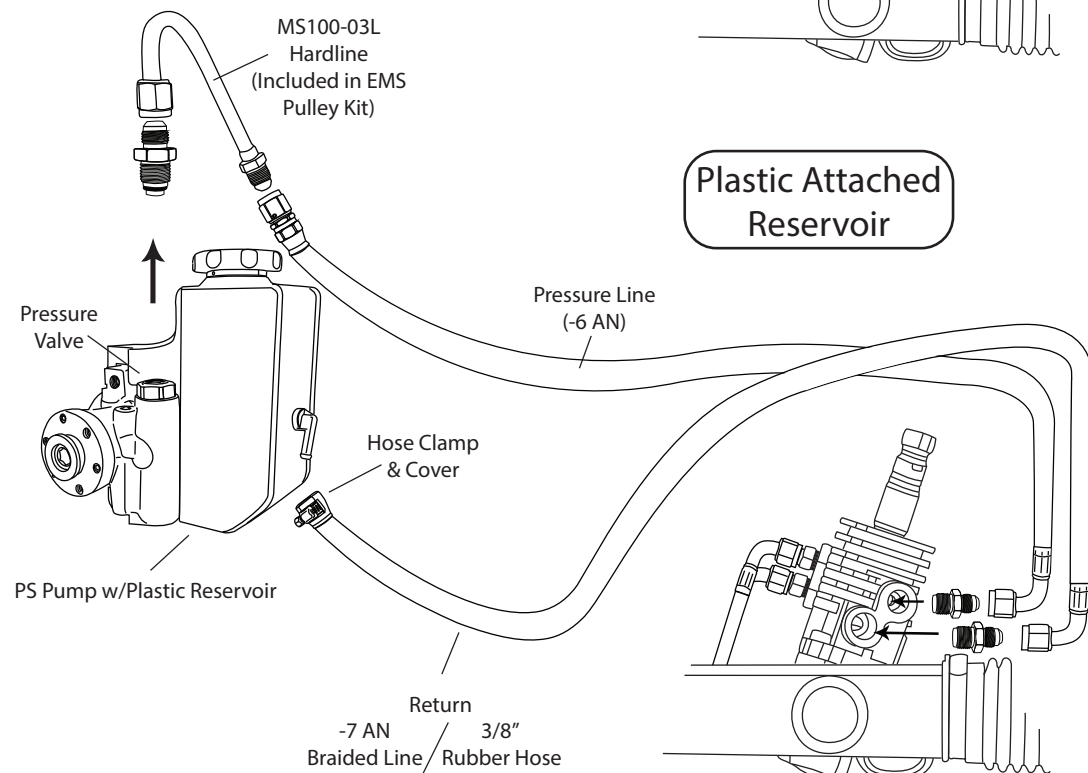 MS100-03L
Hardline
(Included in EMS
Pulley Kit)
Plastic Attached
Reservoir
Pressure Line
(-6 AN)
Pressure
Valve
Hose Clamp
& Cover
PS Pump w/Plastic Reservoir
Return
-7 AN
Braided Line
/
3/8”
Rubber Hose